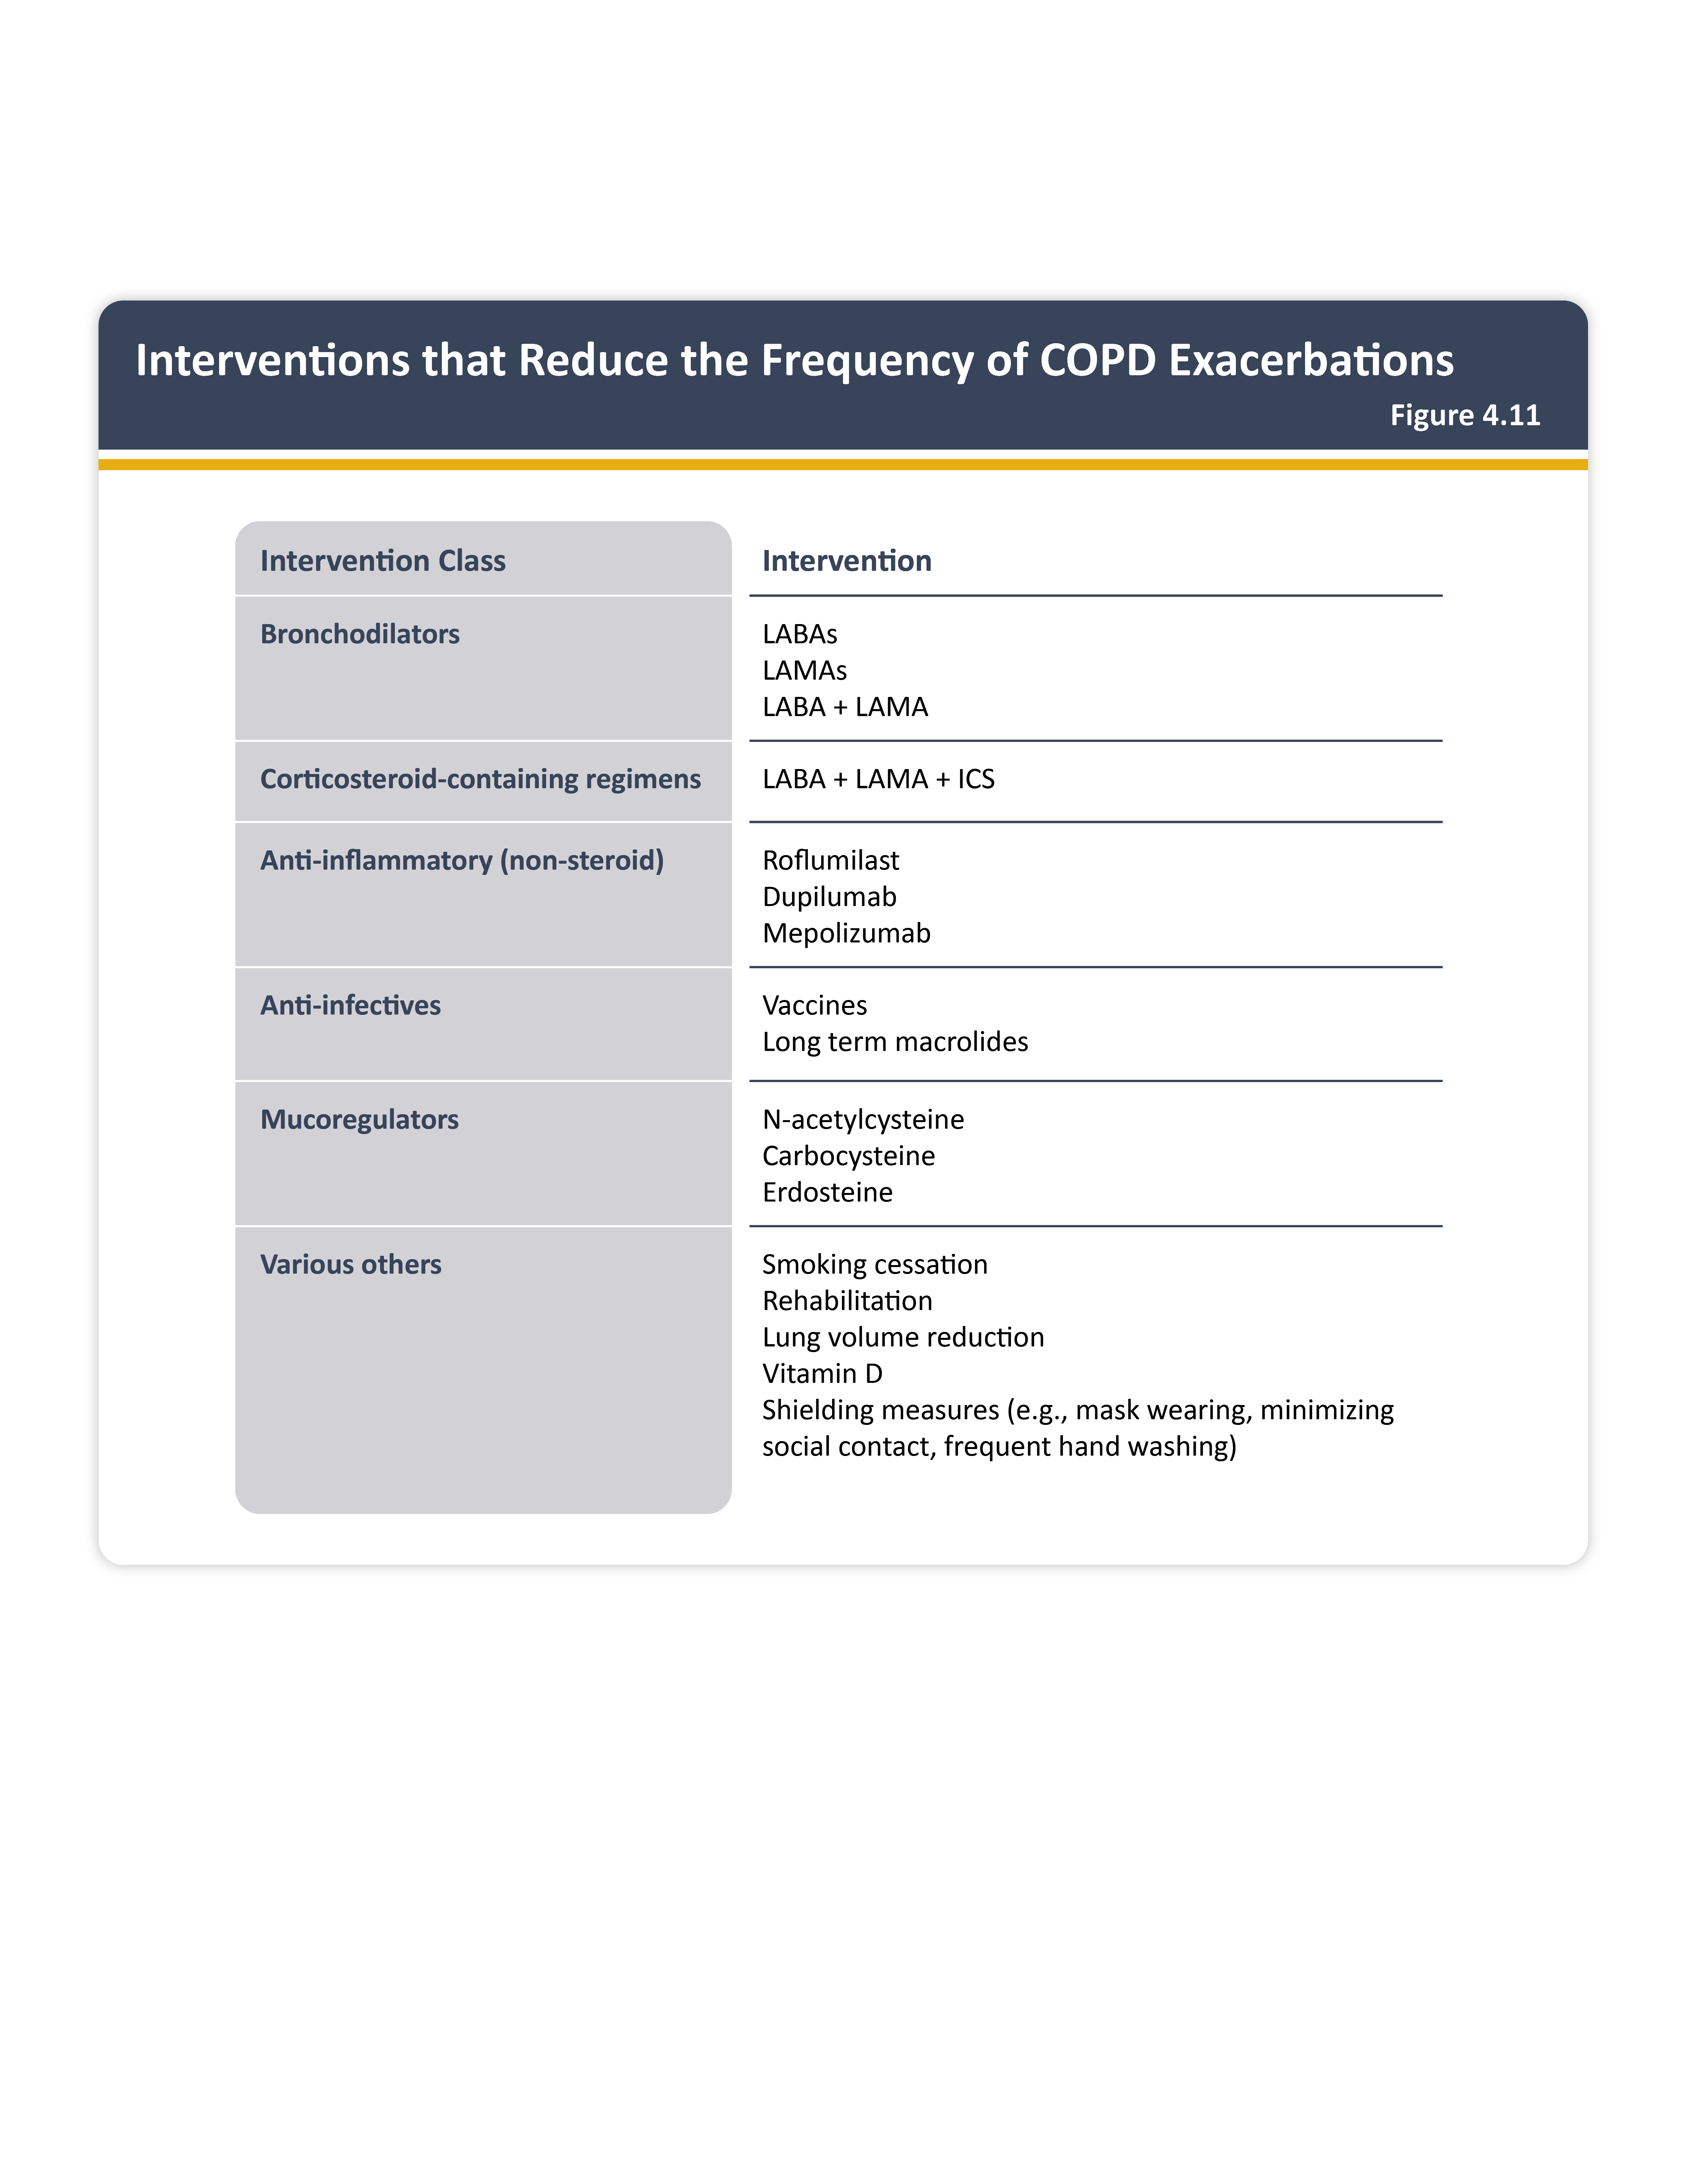 Interventions that Reduce the Frequency of COPD Exacerbations
Figure 4.11
Intervention Class
Intervention
Bronchodilators
LABAs
LAMAs
LABA + LAMA
Corticosteroid-containing regimens
LABA + LAMA + ICS
Anti-inflammatory (non-steroid)
Roflumilast
Dupilumab
Mepolizumab
Anti-infectives
Vaccines
Long term macrolides
Mucoregulators
N-acetylcysteine
Carbocysteine
Erdosteine
Various others
Smoking cessation
Rehabilitation
Lung volume reduction
Vitamin D
Shielding measures (e.g., mask wearing, minimizing
social contact, frequent hand washing)